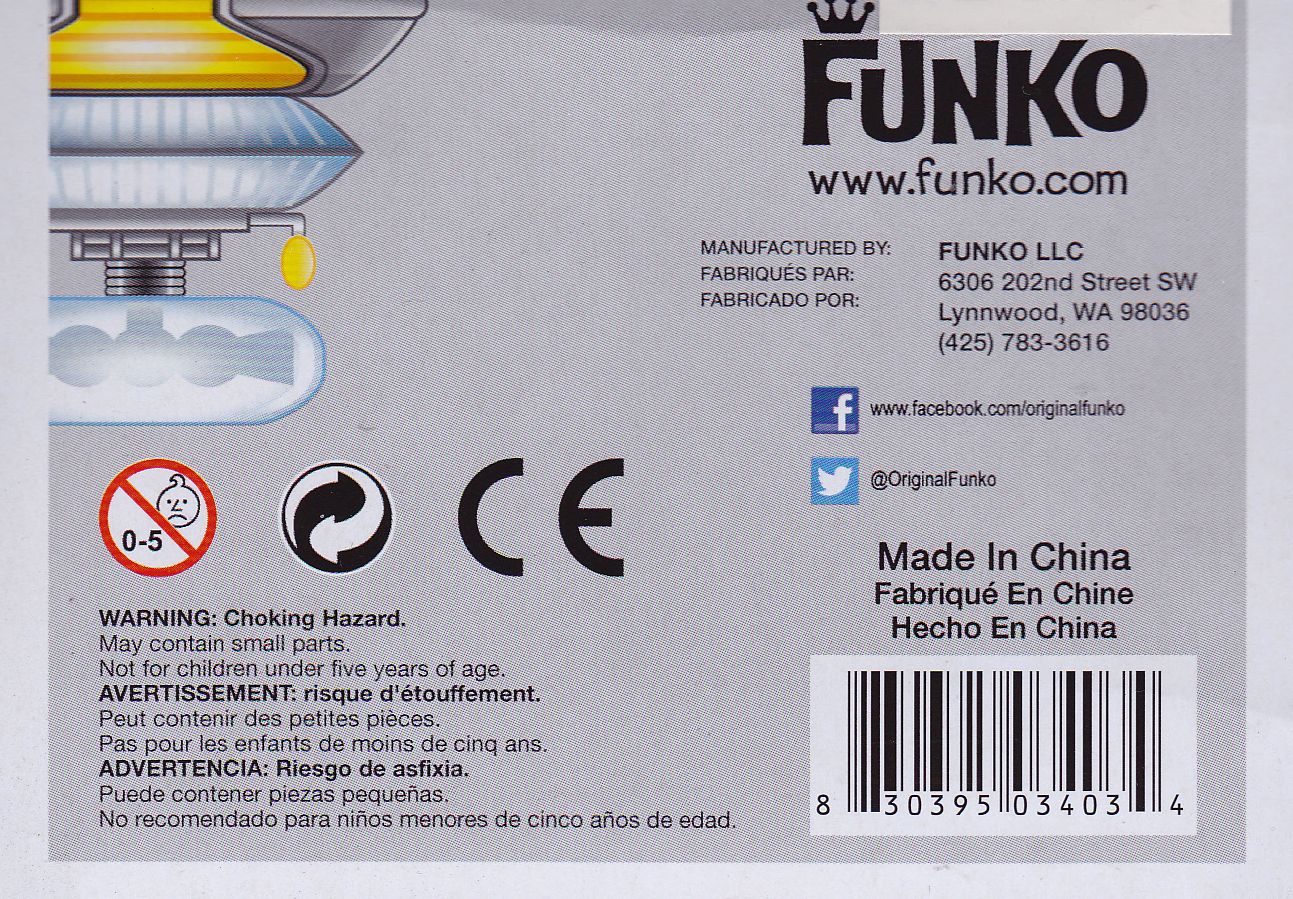 FUNKO
www.funko.com
MANUFACTURED BY:
FABRIQUÉS PAR:
FABRICADO POR:
FUNKO LLC
6306 202nd Street SW
Lynnwood, WA 98036
(425) 783-3616
www.facebook.com/originalfunko
@OriginalFunko
0-5
CE
Made In China
Fabriqué En Chine
Hecho En China
WARNING: Choking Hazard.
May contain small parts.
Not for children under five years of age.
AVERTISSEMENT: risque d'étouffement.
Peut contenir des petites pièces.
Pas pour les enfants de moins de cinq ans.
ADVERTENCIA: Riesgo de asfixia.
Puede contener piezas pequeñas.
No recomendado para niños menores de cinco años de edad.
8 30395 03403 4